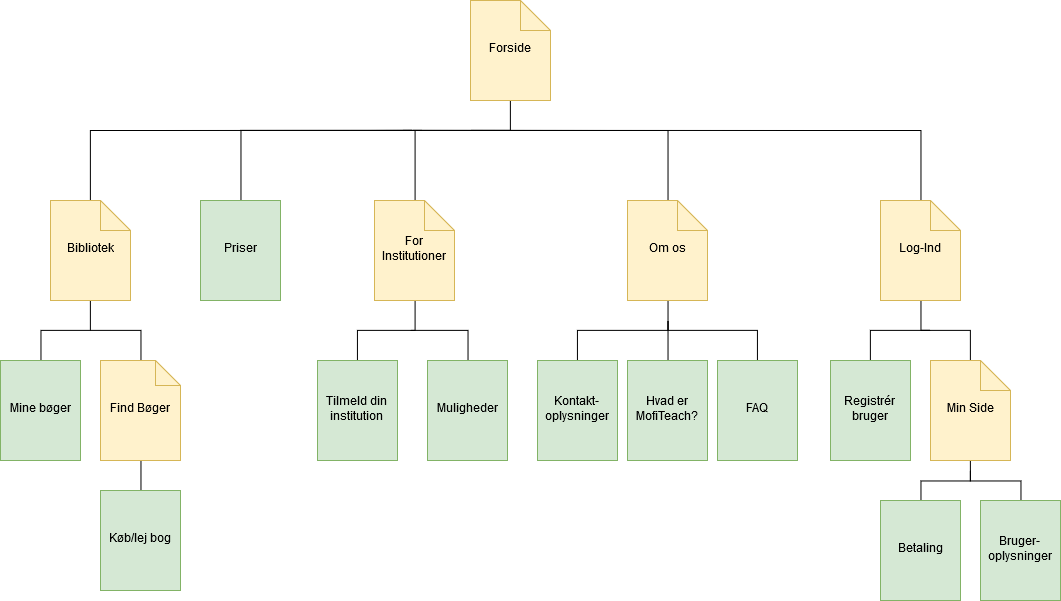 Forside
Bibliotek
Priser
For
Institutioner
Om os
Log-Ind
Mine bøger
Find Bøger
Tilmeld din
institution
Muligheder
Kontakt-
oplysninger
Hvad er
MofiTeach?
FAQ
Registrér
bruger
Min Side
Køb/lej bog
Betaling
Bruger-
oplysninger